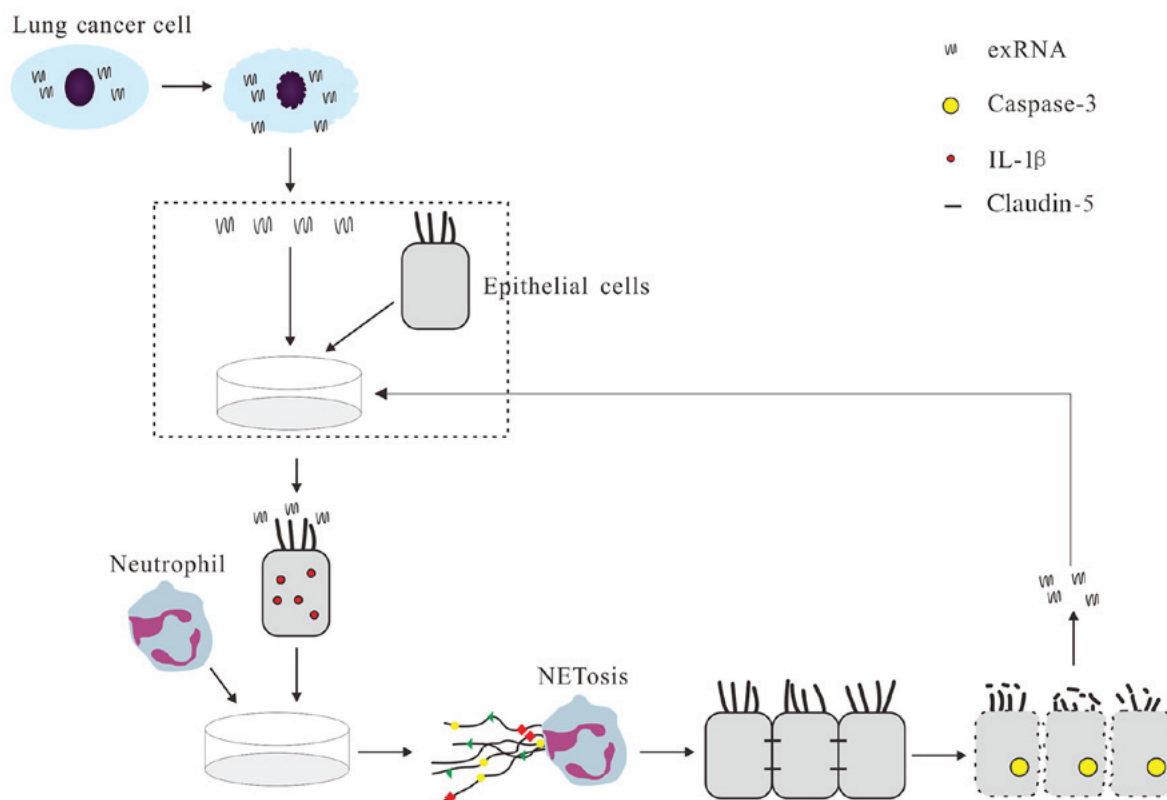 Lung cancer cell
exRNA
Caspase-3
IL-1β
Claudin-5
Epithelial cells
Neutrophil
NETosis